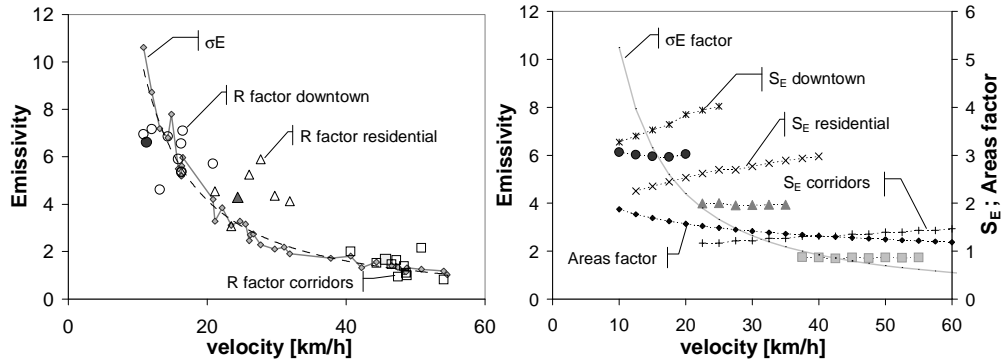 12
10
8
6
4
2
0
Emissivity
σE
R factor downtown
R factor residential
R factor corridors
0 20 40 60
velocity [km/h]
12
10
8
6
4
2
0
Emissivity
σE factor
S_E downtown
S_E residential
S_E corridors
Areas factor
6
5
4
3
2
1
0
S_E ; Areas factor
0 10 20 30 40 50 60
velocity [km/h]